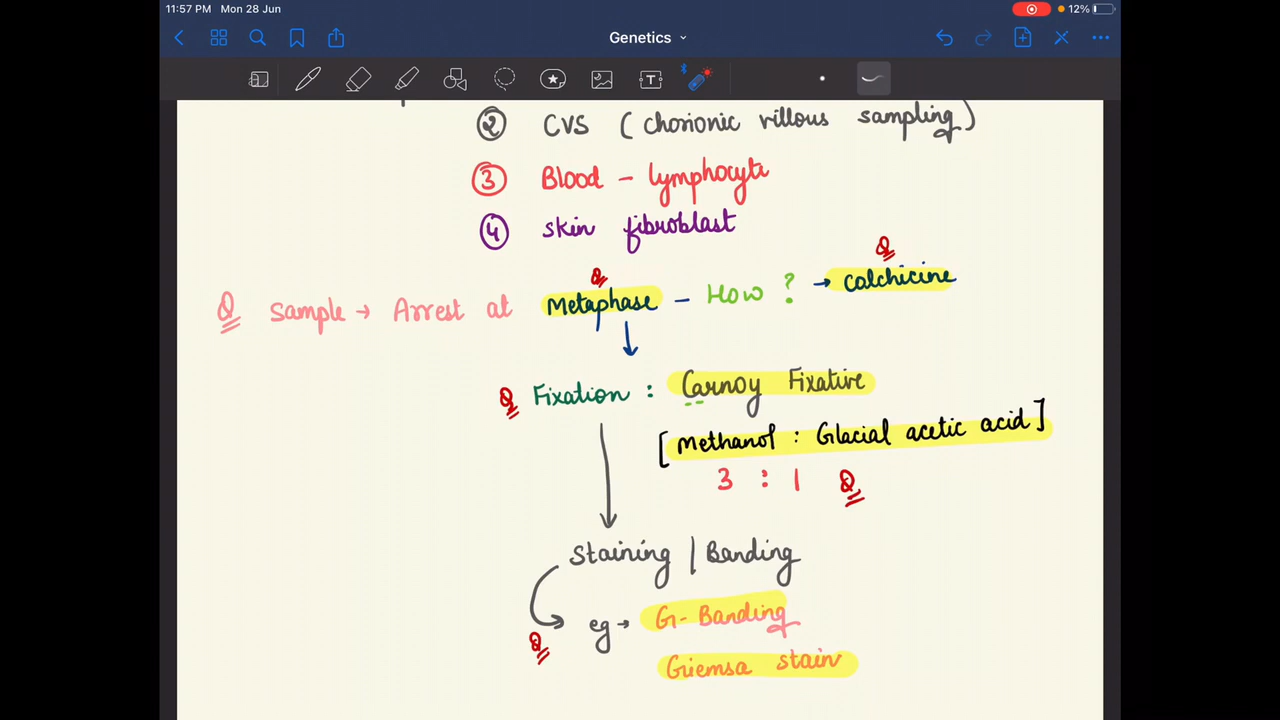 11:57 PM Mon 28 Jun 12%
Genetics
② CVS (chorionic villous sampling)
③ Blood - lymphocyte
④ skin fibroblast
Q Q
Q Sample → Arrest at Metaphase - How ? → Colchicine
Q Fixation : Carnoy Fixative
[Methanol : Glacial acetic acid]
3 : 1 Q
Staining | Banding
Q eg → G-Banding
Giemsa stain